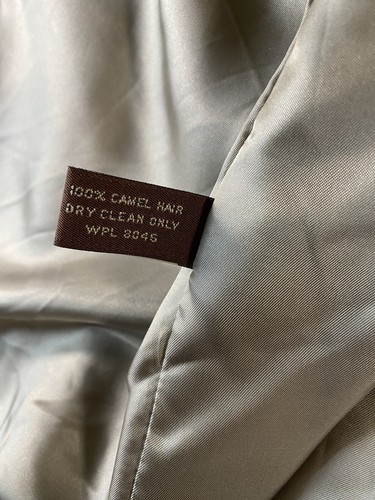 100% CAMEL HAIR
DRY CLEAN ONLY
WPL 8045